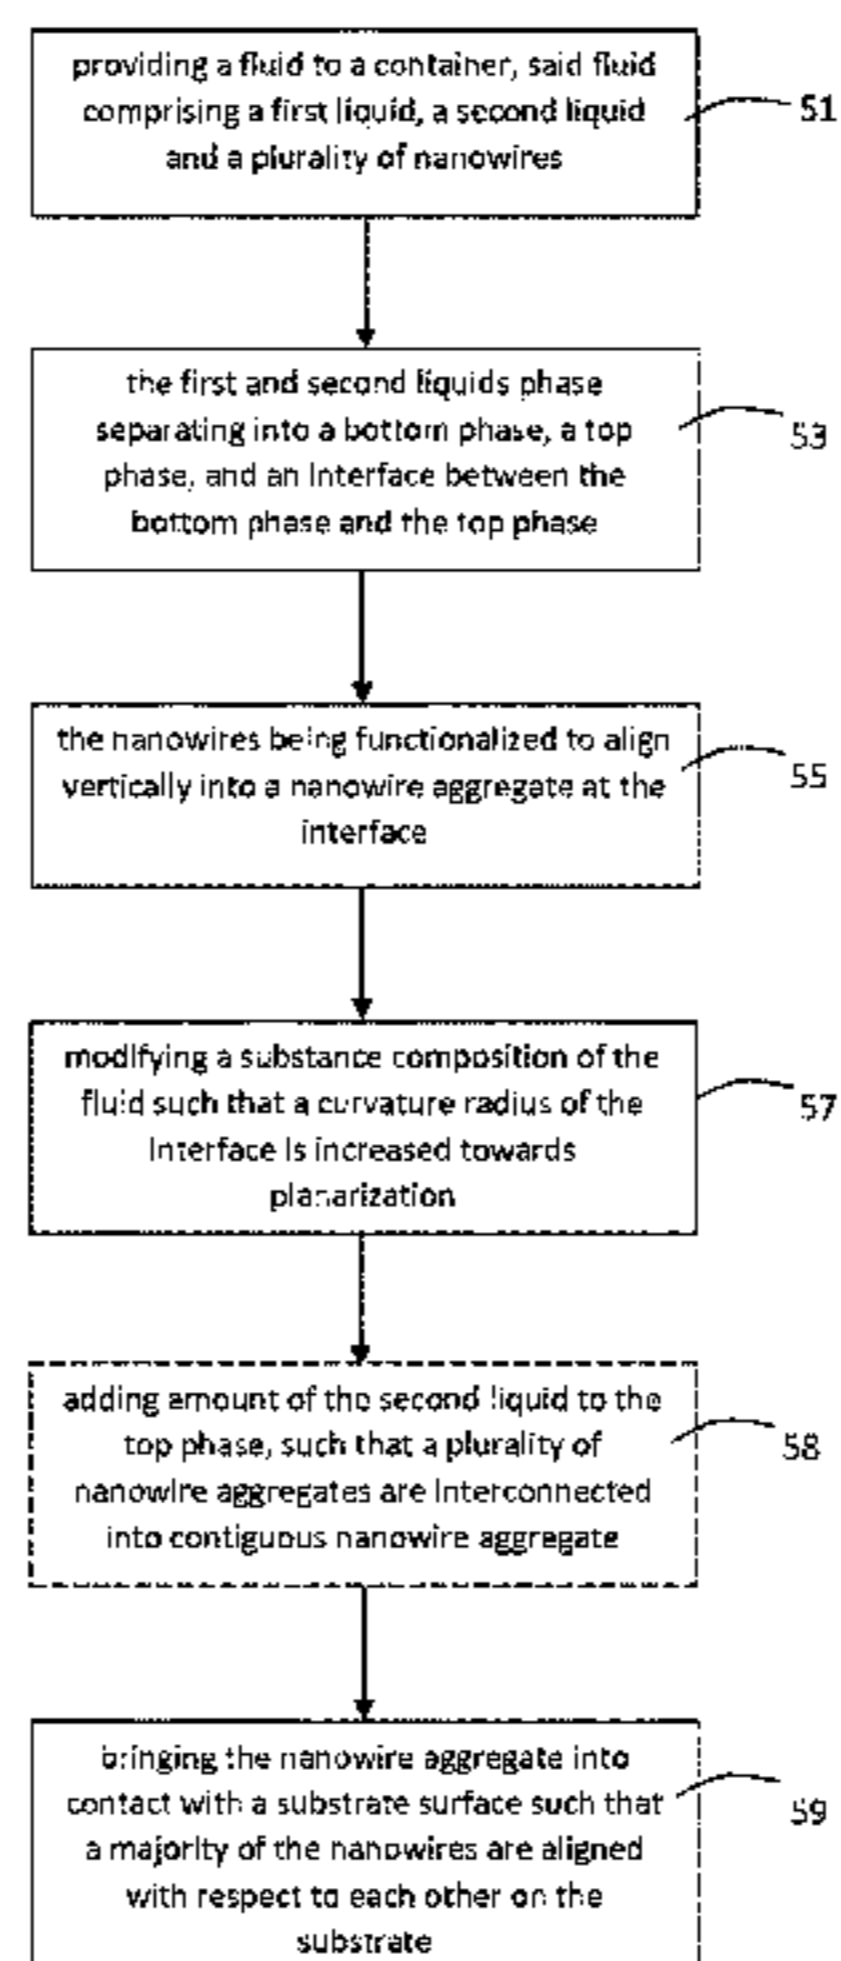 providing a fluid to a container, said fluid
comprising a first liquid, a second liquid
and a plurality of nanowires
51
the first and second liquids phase
separating into a bottom phase, a top
phase, and an interface between the
bottom phase and the top phase
53
the nanowires being functionalized to align
vertically into a nanowire aggregate at the
interface
55
modifying a substance composition of the
fluid such that a curvature radius of the
interface is increased towards
planarization
57
adding amount of the second liquid to the
top phase, such that a plurality of
nanowire aggregates are interconnected
into contiguous nanowire aggregate
58
bringing the nanowire aggregate into
contact with a substrate surface such that
a majority of the nanowires are aligned
with respect to each other on the
substrate
59